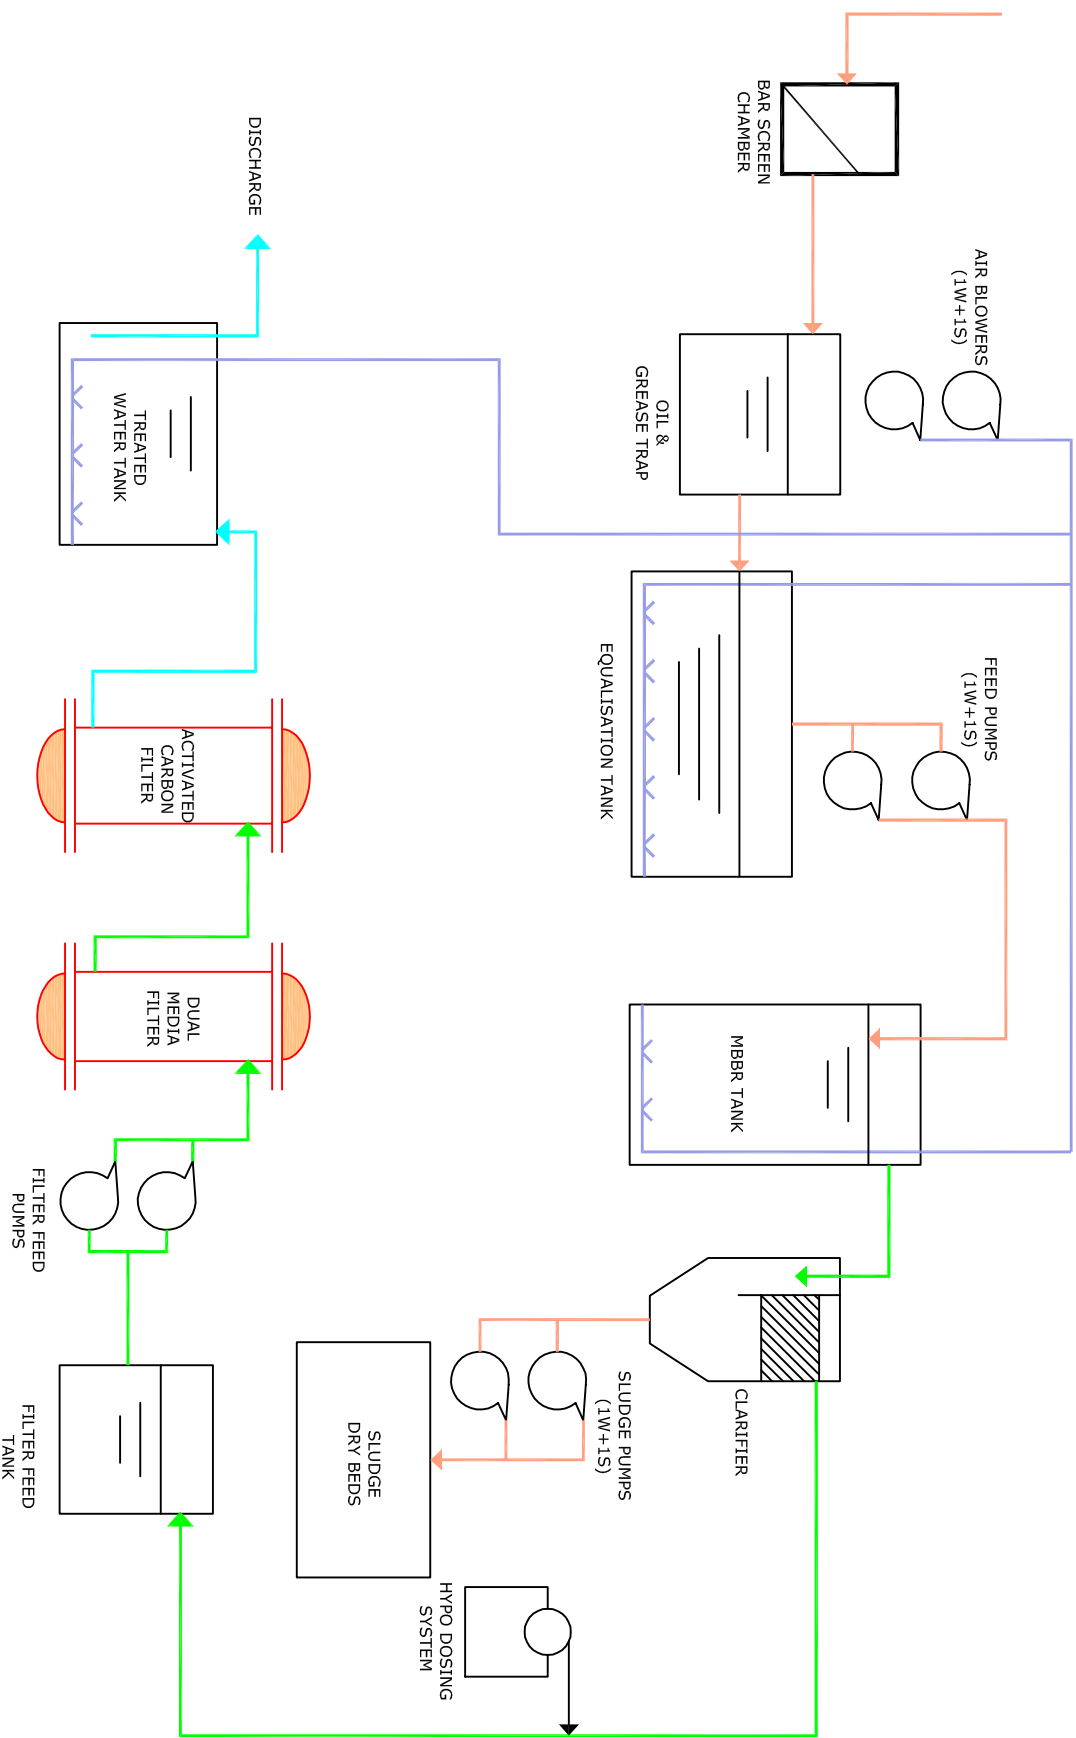 BAR SCREEN
CHAMBER
AIR BLOWERS
(1W+1S)
OIL &
GREASE TRAP
FEED PUMPS
(1W+1S)
EQUALISATION TANK
MBBR TANK
CLARIFIER
SLUDGE PUMPS
(1W+1S)
SLUDGE
DRY BEDS
HYPO DOSING
SYSTEM
DISCHARGE
TREATED
WATER TANK
ACTIVATED
CARBON
FILTER
DUAL
MEDIA
FILTER
FILTER FEED
PUMPS
FILTER FEED
TANK